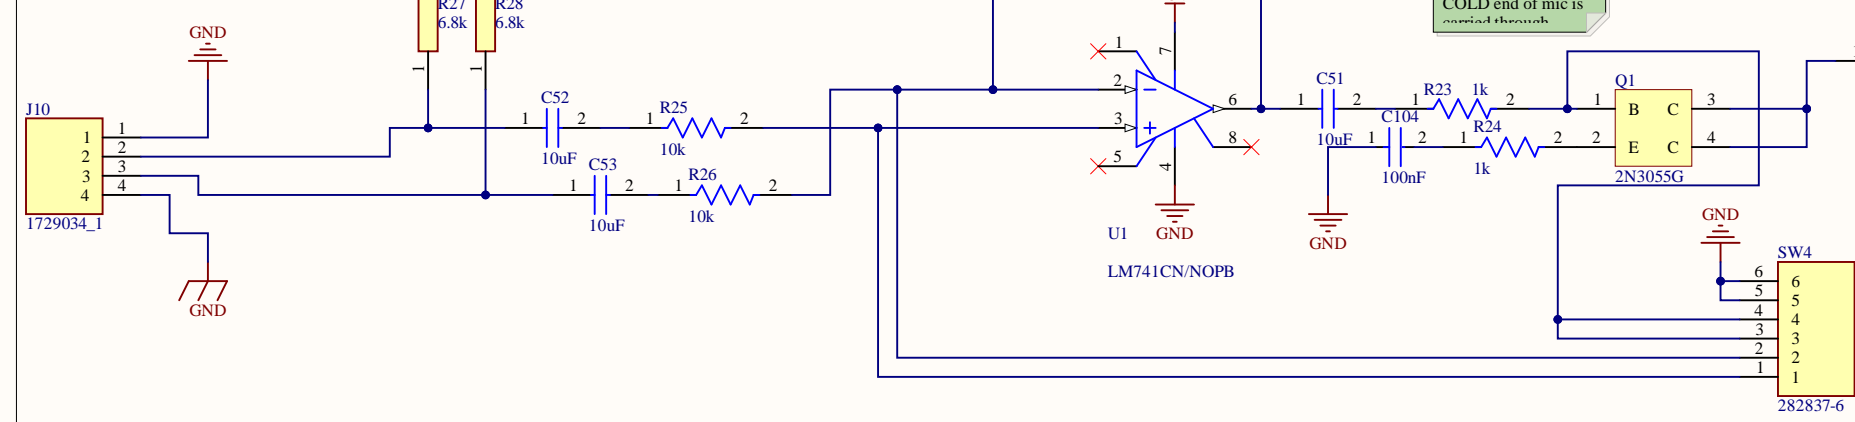 R27
6.8k
R28
6.8k
COLD end of mic is
carried through
GND
1
1
7
J10
1
2
3
4
1
2
3
4
1729034_1
GND
C52
1
2
10uF
R25
1
2
10k
C53
1
2
10uF
R26
1
2
10k
1
2
3
5
6
8
4
GND
U1
LM741CN/NOPB
C51
1
2
10uF
R23
1k
1
2
C104
1
2
100nF
R24
1
2
1k
GND
Q1
1
2
B
C
E
C
3
4
2N3055G
GND
SW4
6
5
4
3
2
1
6
5
4
3
2
1
282837-6